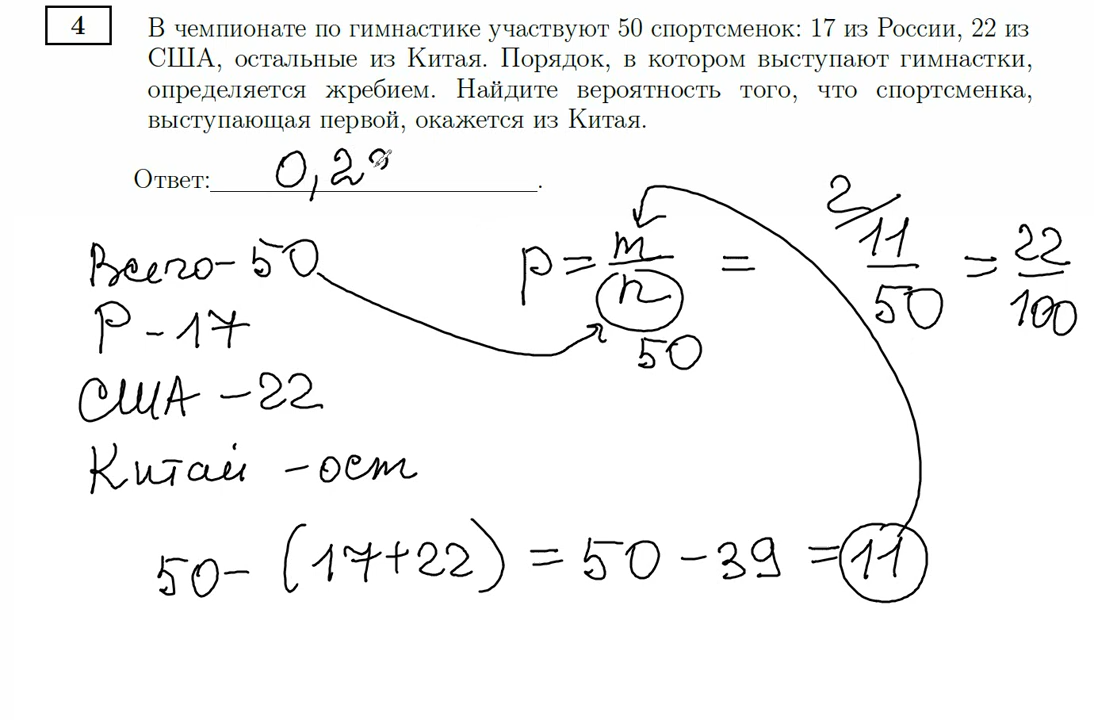 4
В чемпионате по гимнастике участвуют 50 спортсменок: 17 из России, 22 из
США, остальные из Китая. Порядок, в котором выступают гимнастки,
определяется жребием. Найдите вероятность того, что спортсменка,
выступающая первой, окажется из Китая.
Ответ: 0,2 .
Всего - 50
Р - 17
США - 22
Китай - ост
50 - (17+22) = 50 - 39 = 11
p = m/n = 2/ 11/50 = 22/100
50